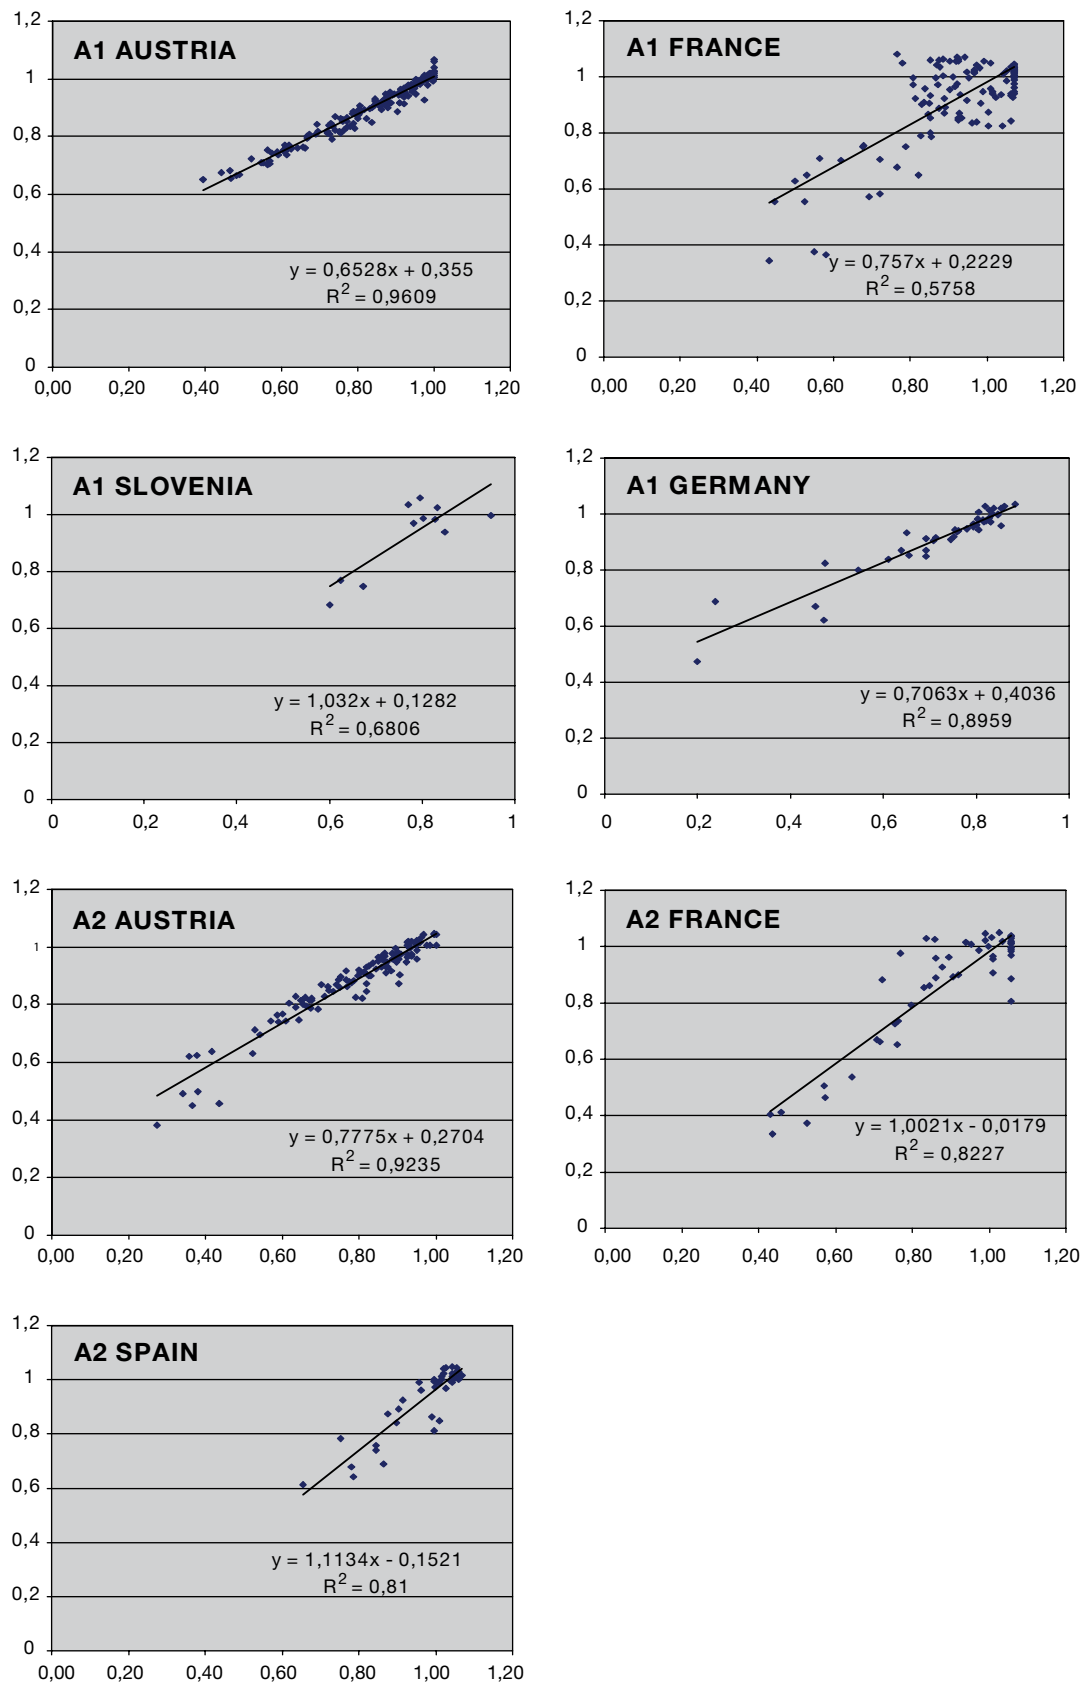 A1 AUSTRIA
1,2
1
0,8
0,6
0,4
0,2
0
y = 0,6528x + 0,355
R2 = 0,9609
0,00 0,20 0,40 0,60 0,80 1,00 1,20
A1 FRANCE
1,2
1
0,8
0,6
0,4
0,2
0
y = 0,757x + 0,2229
R2 = 0,5758
0,00 0,20 0,40 0,60 0,80 1,00 1,20
A1 SLOVENIA
1,2
1
0,8
0,6
0,4
0,2
0
y = 1,032x + 0,1282
R2 = 0,6806
0 0,2 0,4 0,6 0,8 1
A1 GERMANY
1,2
1
0,8
0,6
0,4
0,2
0
y = 0,7063x + 0,4036
R2 = 0,8959
0 0,2 0,4 0,6 0,8 1
A2 AUSTRIA
1,2
1
0,8
0,6
0,4
0,2
0
y = 0,7775x + 0,2704
R2 = 0,9235
0,00 0,20 0,40 0,60 0,80 1,00 1,20
A2 FRANCE
1,2
1
0,8
0,6
0,4
0,2
0
y = 1,0021x - 0,0179
R2 = 0,8227
0,00 0,20 0,40 0,60 0,80 1,00 1,20
A2 SPAIN
1,2
1
0,8
0,6
0,4
0,2
0
y = 1,1134x - 0,1521
R2 = 0,81
0,00 0,20 0,40 0,60 0,80 1,00 1,20